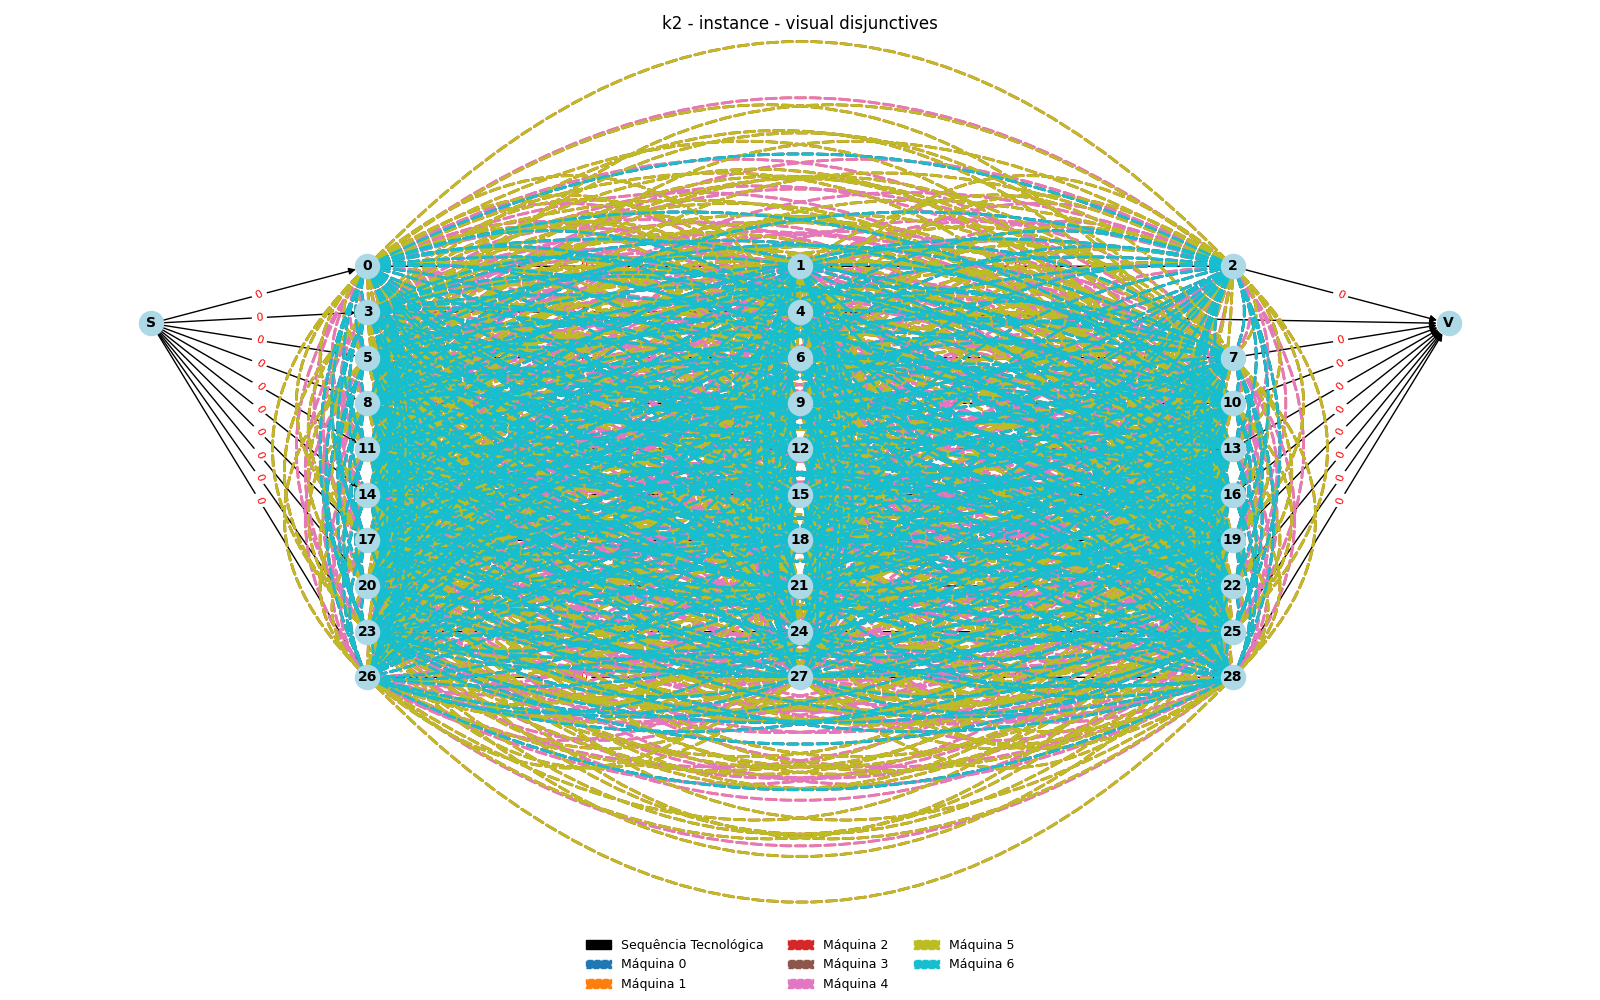 k2 - instance - visual disjunctives
0 1 2
0 0
3 4
S 0 0 V
5 6 7
0 0
0 0
8 9 10
0 0
0 0
11 12 13
0 0
0 0
14 15 16
0 0
17 18 19
20 21 22
23 24 25
26 27 28
Sequência Tecnológica
Máquina 0
Máquina 1
Máquina 2
Máquina 3
Máquina 4
Máquina 5
Máquina 6